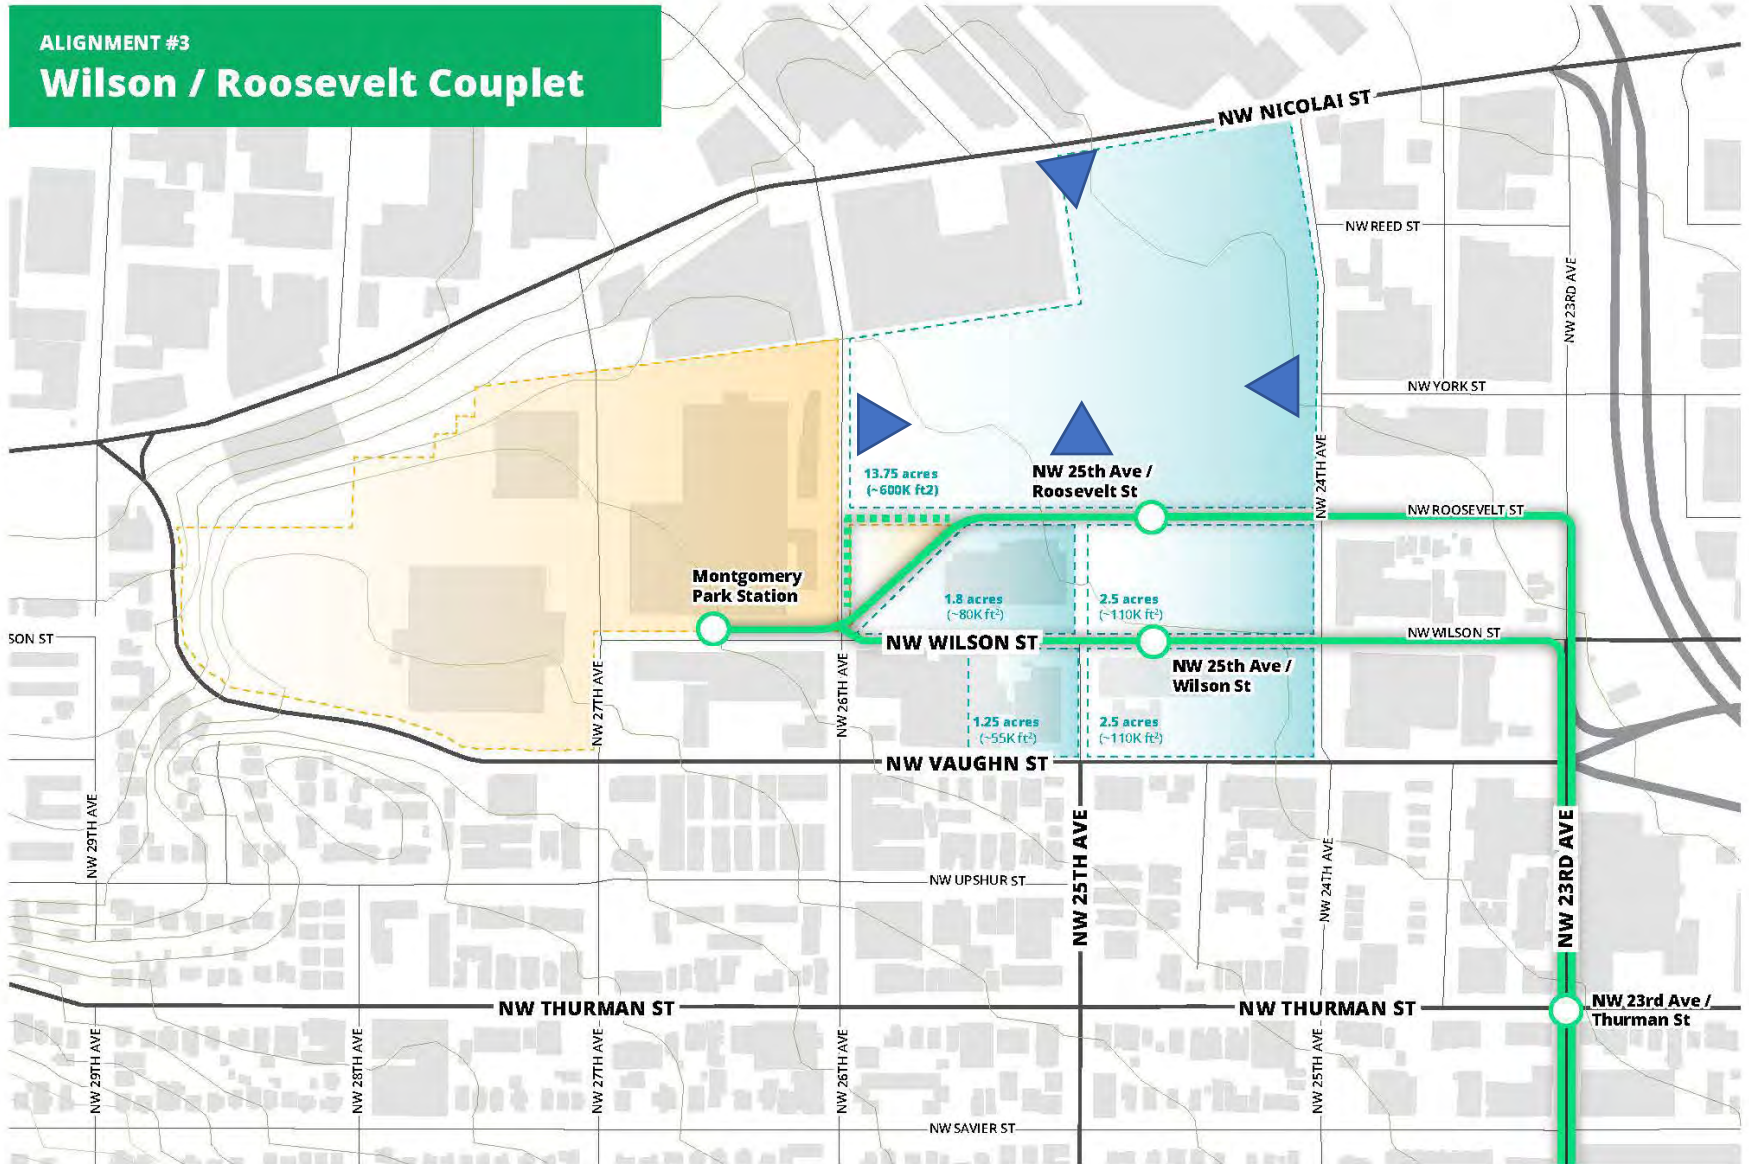 ALIGNMENT #3
Wilson / Roosevelt Couplet
NW NICOLAI ST
NW REED ST
NW 23RD AVE
NW YORK ST
NW 24TH AVE
13.75 acres
(~600K ft2)
NW 25th Ave /
Roosevelt St
NW ROOSEVELT ST
Montgomery
Park Station
1.8 acres
(~80K ft²)
2.5 acres
(~110K ft²)
SON ST
NW WILSON ST
NW WILSON ST
NW 25th Ave /
Wilson St
NW 27TH AVE
NW 26TH AVE
1.25 acres
(~55K ft²)
2.5 acres
(~110K ft²)
NW VAUGHN ST
NW 29TH AVE
NW 25TH AVE
NW 24TH AVE
NW 23RD AVE
NW UPSHUR ST
NW THURMAN ST
NW THURMAN ST
NW 23rd Ave /
Thurman St
NW 29TH AVE
NW 28TH AVE
NW 27TH AVE
NW 26TH AVE
NW 25TH AVE
NW SAVIER ST